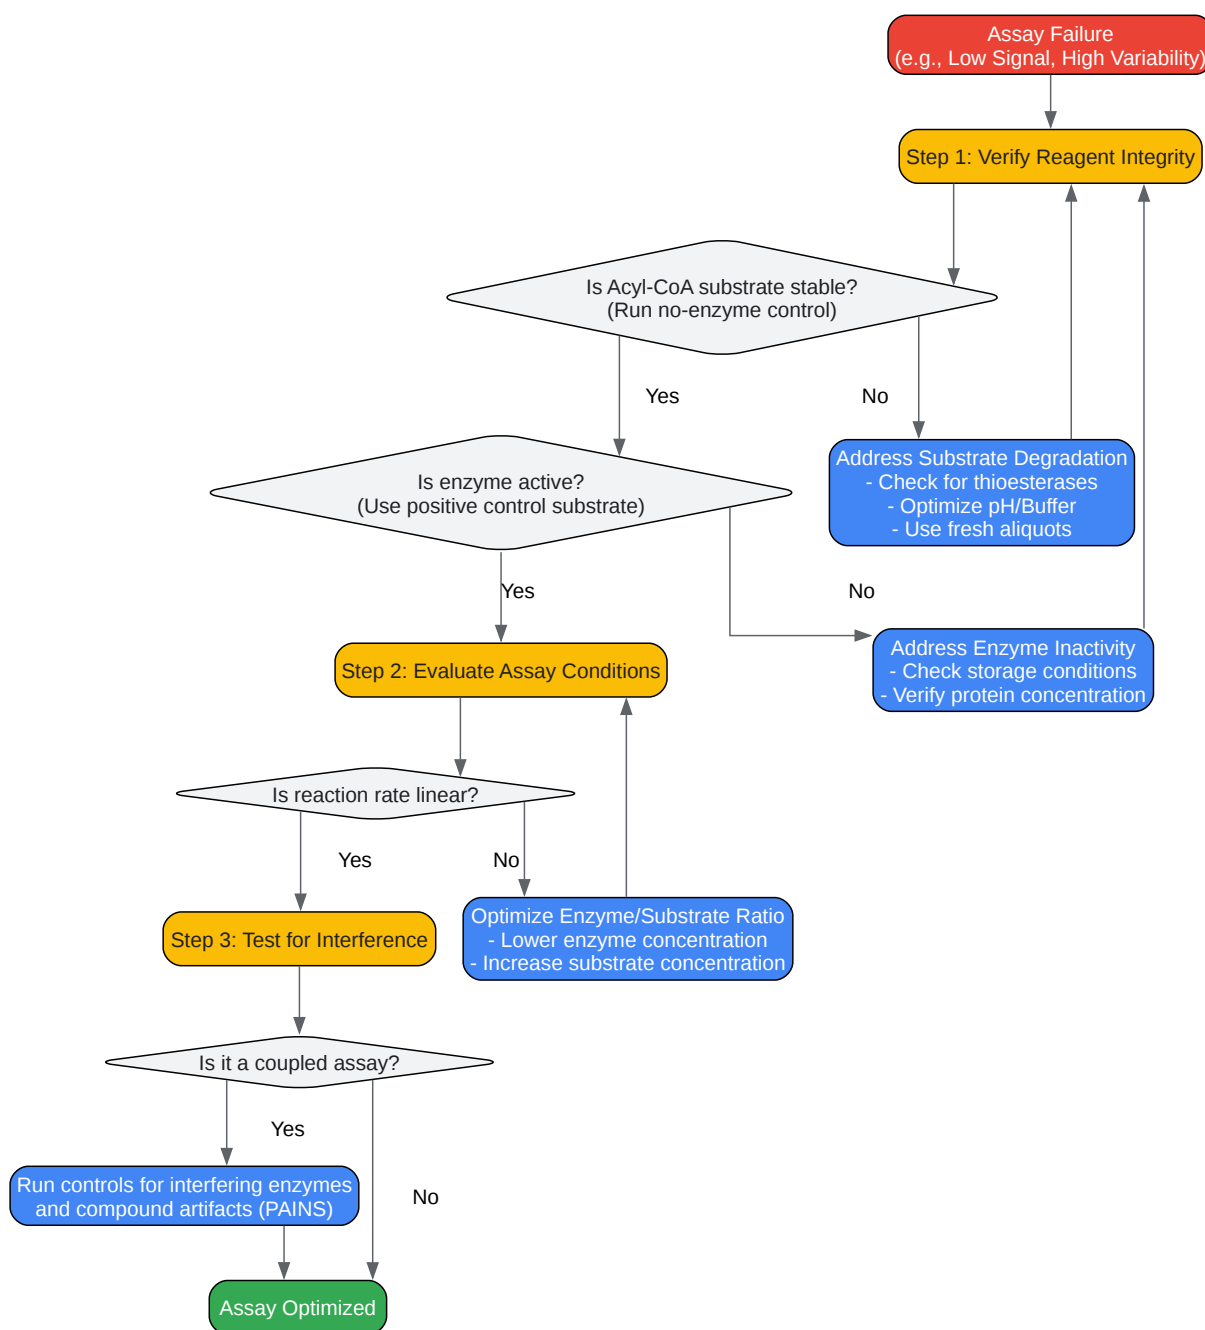 Assay Failure
(e.g., Low Signal, High Variability)
Step 1: Verify Reagent Integrity
Is Acyl-CoA substrate stable?
(Run no-enzyme control)
Yes
No
Address Substrate Degradation
- Check for thioesterases
- Optimize pH/Buffer
- Use fresh aliquots
Is enzyme active?
(Use positive control substrate)
Yes
No
Address Enzyme Inactivity
- Check storage conditions
- Verify protein concentration
Step 2: Evaluate Assay Conditions
Is reaction rate linear?
Yes
No
Optimize Enzyme/Substrate Ratio
- Lower enzyme concentration
- Increase substrate concentration
Step 3: Test for Interference
Is it a coupled assay?
Yes
No
Run controls for interfering enzymes
and compound artifacts (PAINS)
Assay Optimized